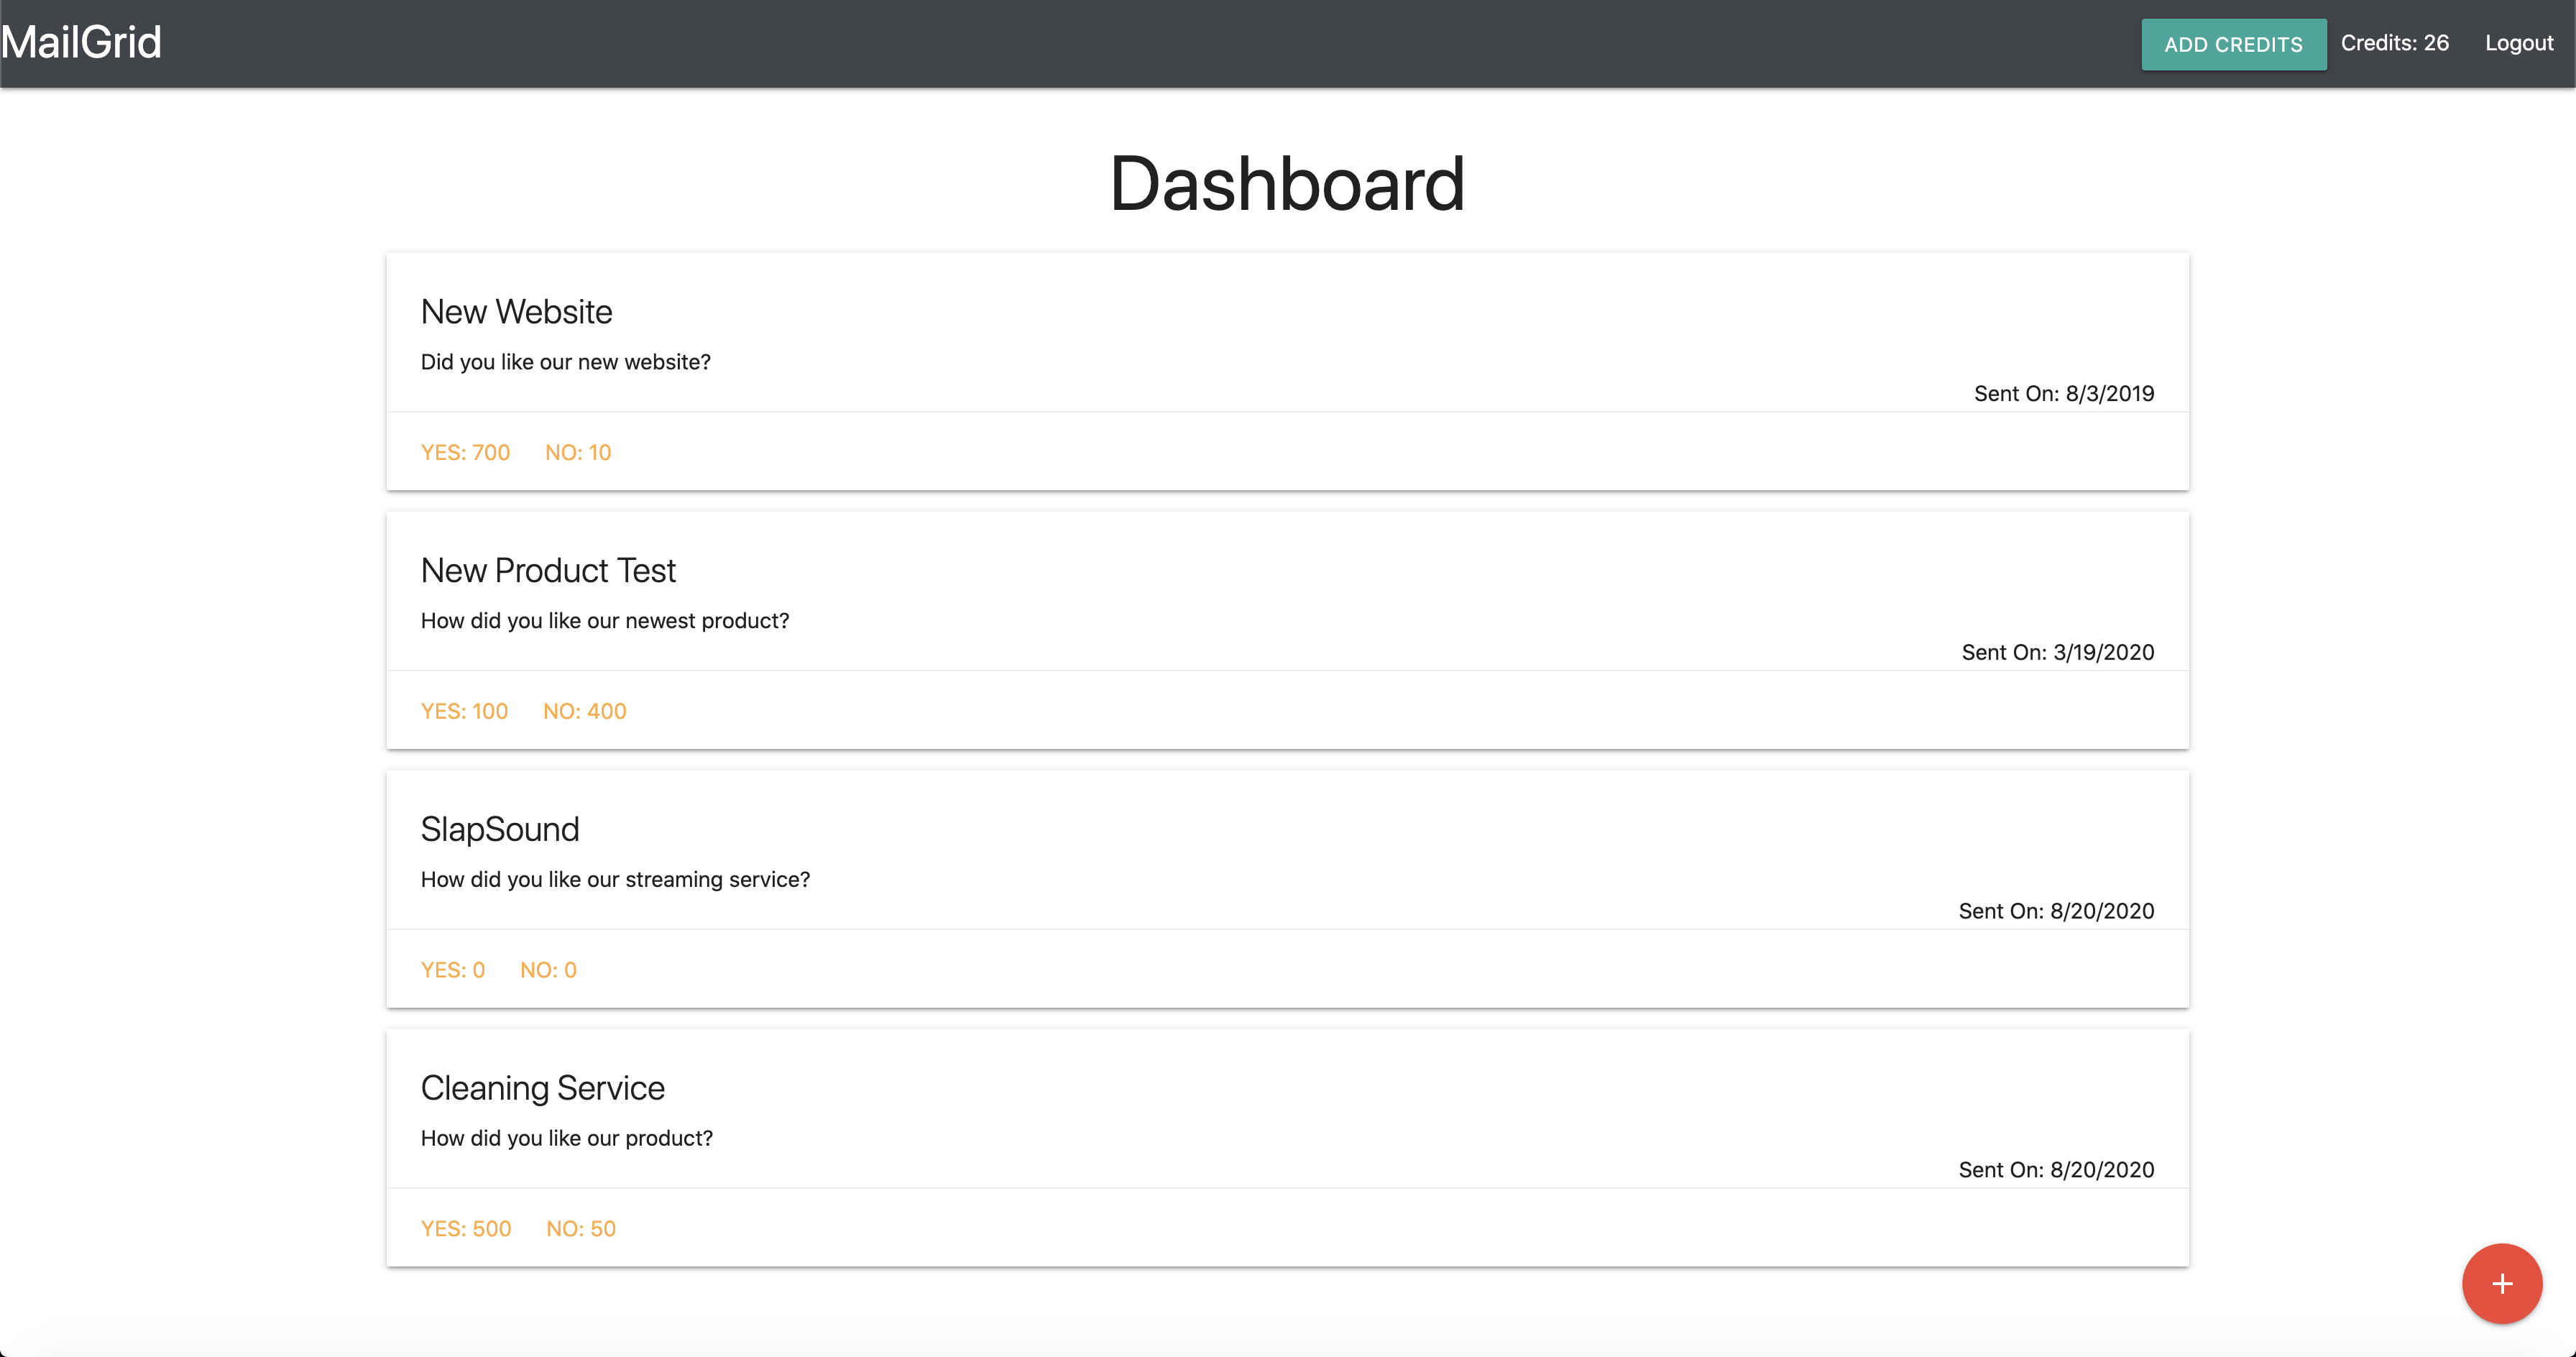 MailGrid
ADD CREDITS Credits: 26 Logout
Dashboard
New Website
Did you like our new website?
Sent On: 8/3/2019
YES: 700 NO: 10
New Product Test
How did you like our newest product?
Sent On: 3/19/2020
YES: 100 NO: 400
SlapSound
How did you like our streaming service?
Sent On: 8/20/2020
YES: 0 NO: 0
Cleaning Service
How did you like our product?
Sent On: 8/20/2020
YES: 500 NO: 50
+